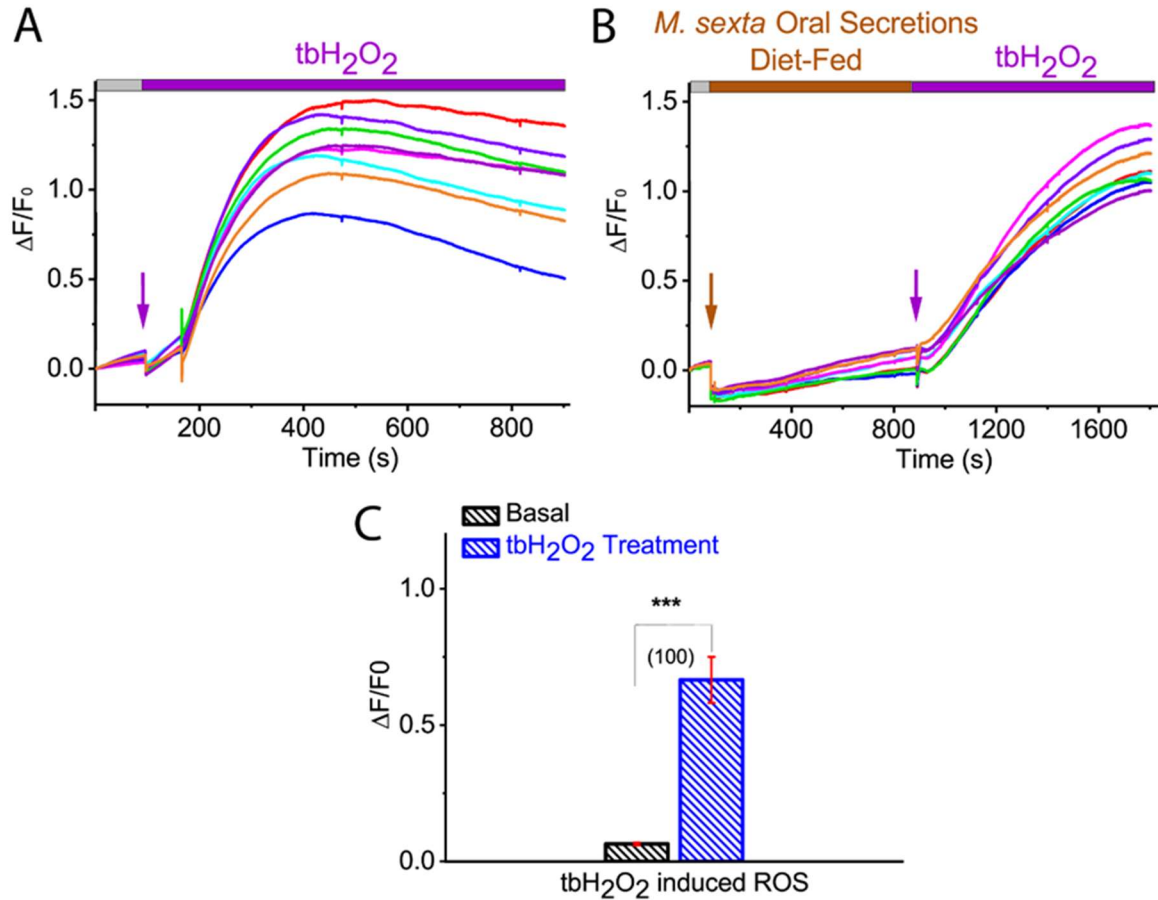 A
tbH2O2
1.5
1.0
0.5
0.0
ΔF/F0
200
400
600
800
Time (s)
B
M. sexta Oral Secretions
Diet-Fed
tbH2O2
1.5
1.0
0.5
0.0
ΔF/F0
400
800
1200
1600
Time (s)
C
Basal
tbH2O2 Treatment
1.0
0.5
0.0
ΔF/F0
***
(100)
tbH2O2 induced ROS